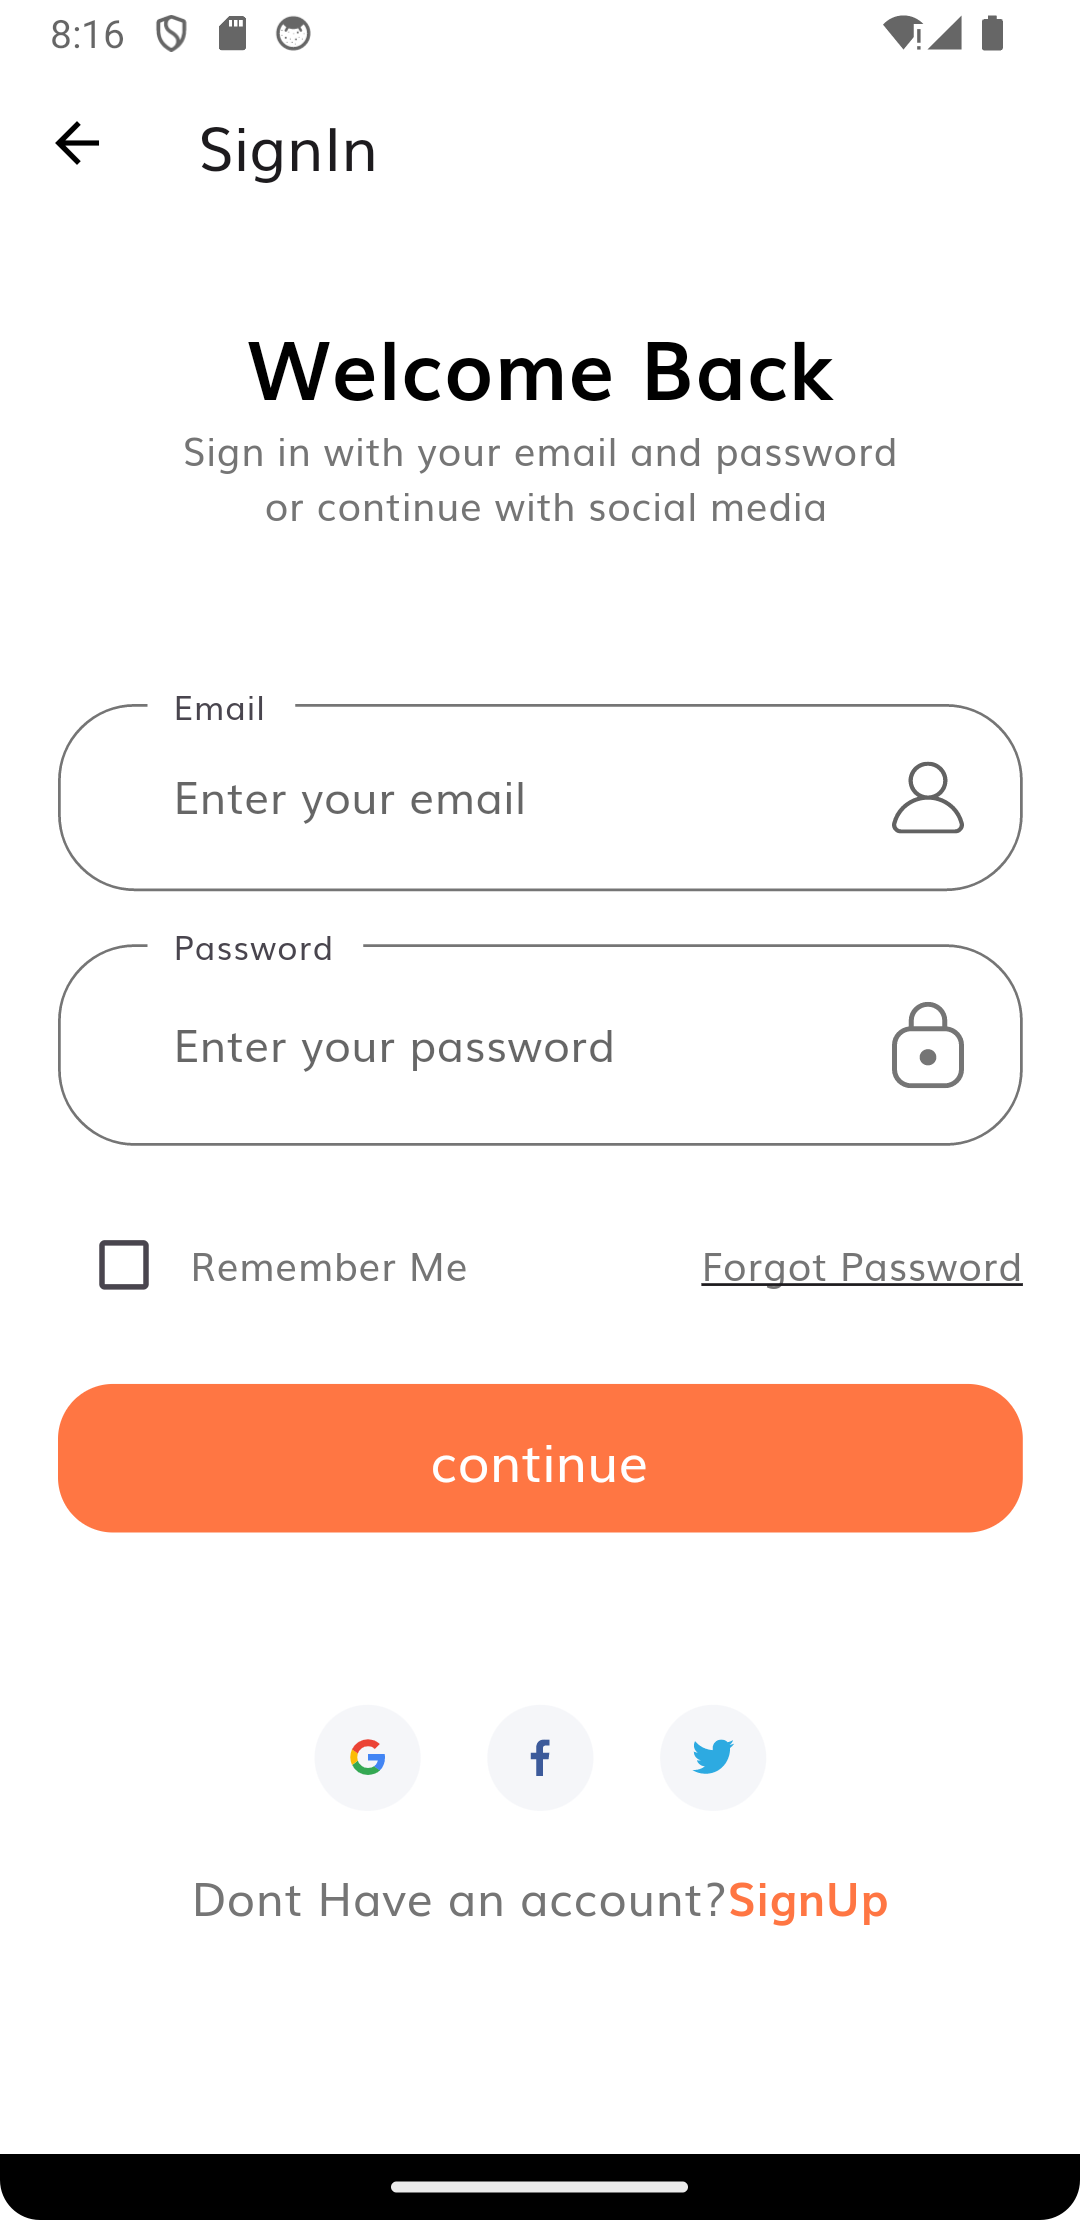 8:16
SignIn
Welcome Back
Sign in with your email and password
or continue with social media
Email
Enter your email
Password
Enter your password
Remember Me
Forgot Password
continue
Dont Have an account?SignUp